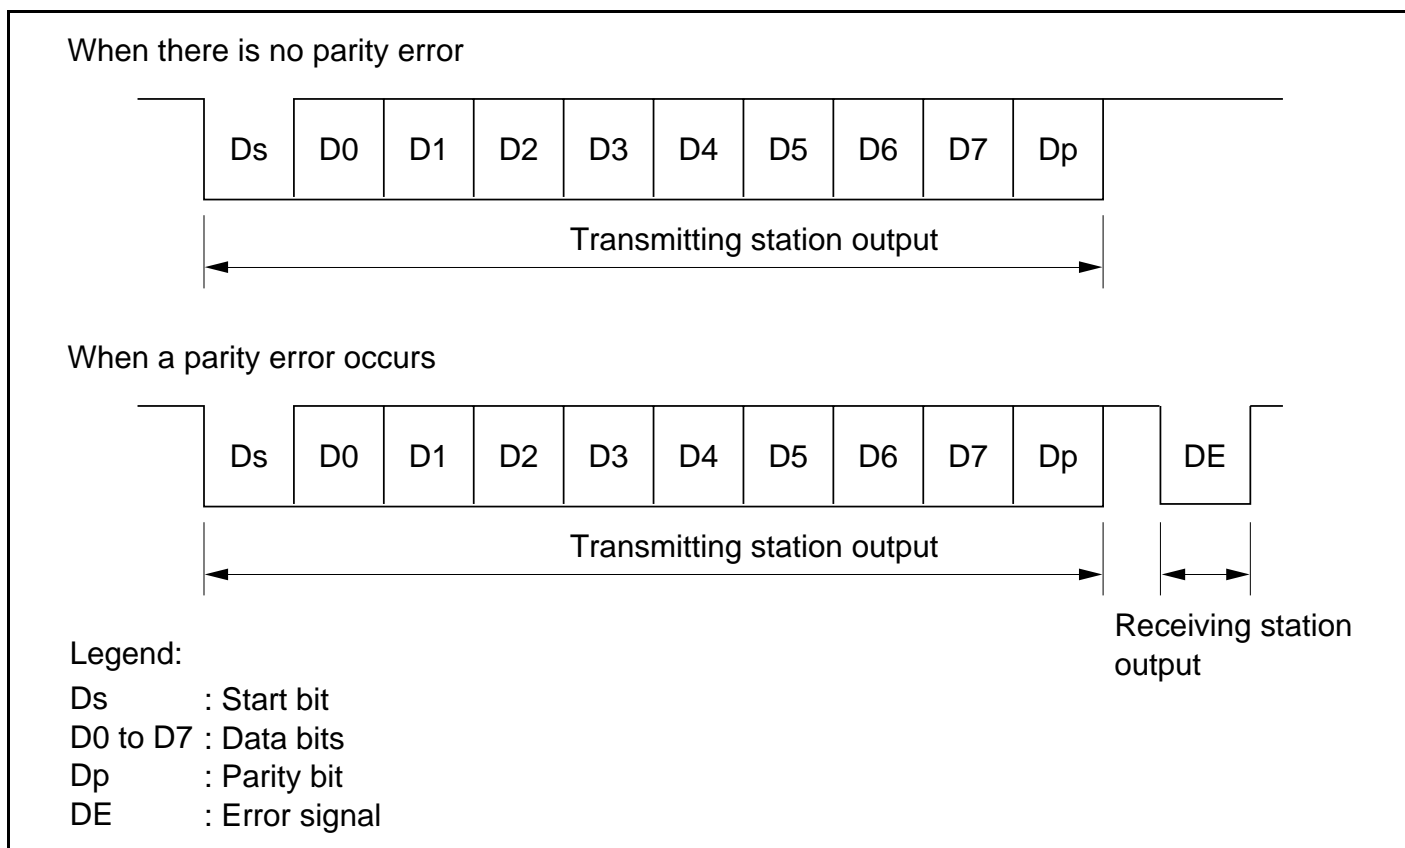 When there is no parity error
Ds D0 D1 D2 D3 D4 D5 D6 D7 Dp
Transmitting station output
When a parity error occurs
Ds D0 D1 D2 D3 D4 D5 D6 D7 Dp DE
Transmitting station output
Receiving station
output
Legend:
Ds : Start bit
D0 to D7 : Data bits
Dp : Parity bit
DE : Error signal